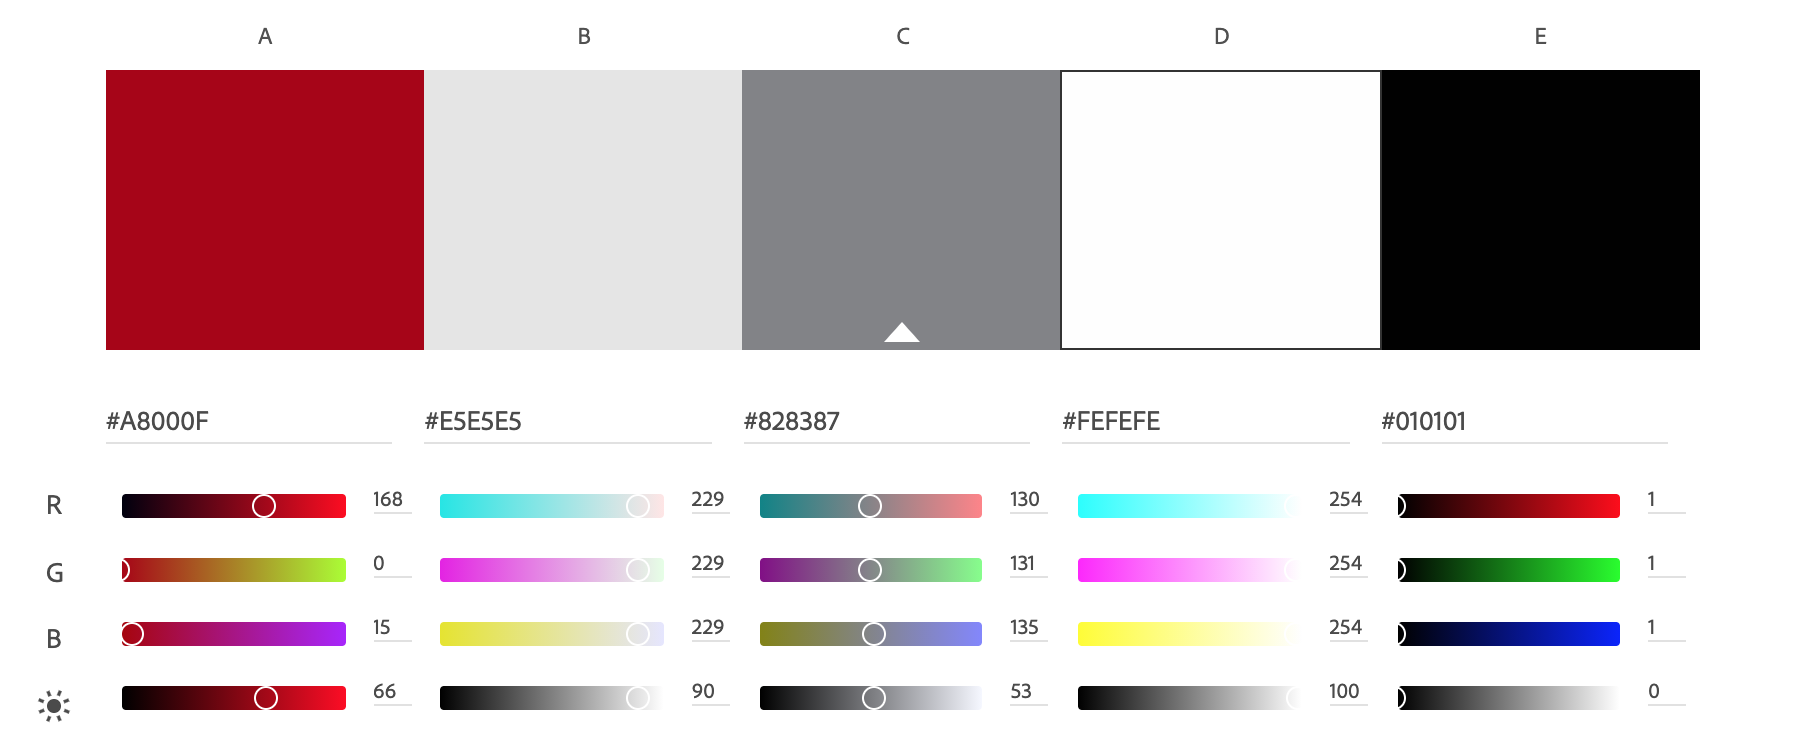 A B C D E
#A8000F #E5E5E5 #828387 #FEFEFE #010101
R 168 229 130 254 1
G 0 229 131 254 1
B 15 229 135 254 1
66 90 53 100 0